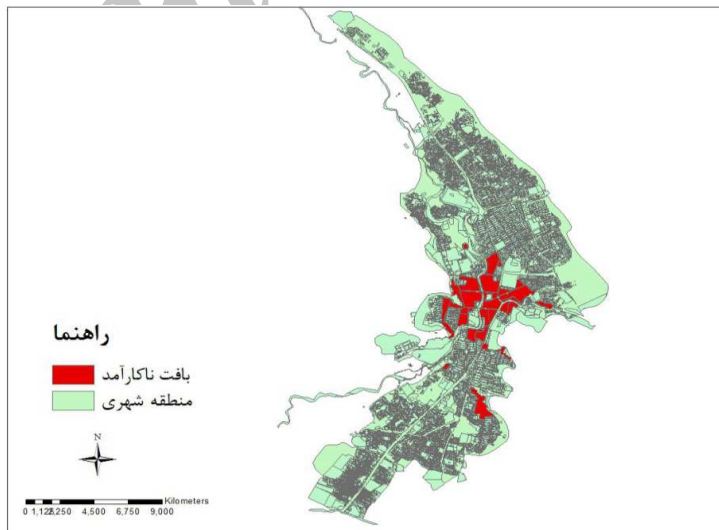 راهنما
بافت ناکارآمد
منطقه شهری
N
Kilometers
0 1,125 2,250 4,500 6,750 9,000